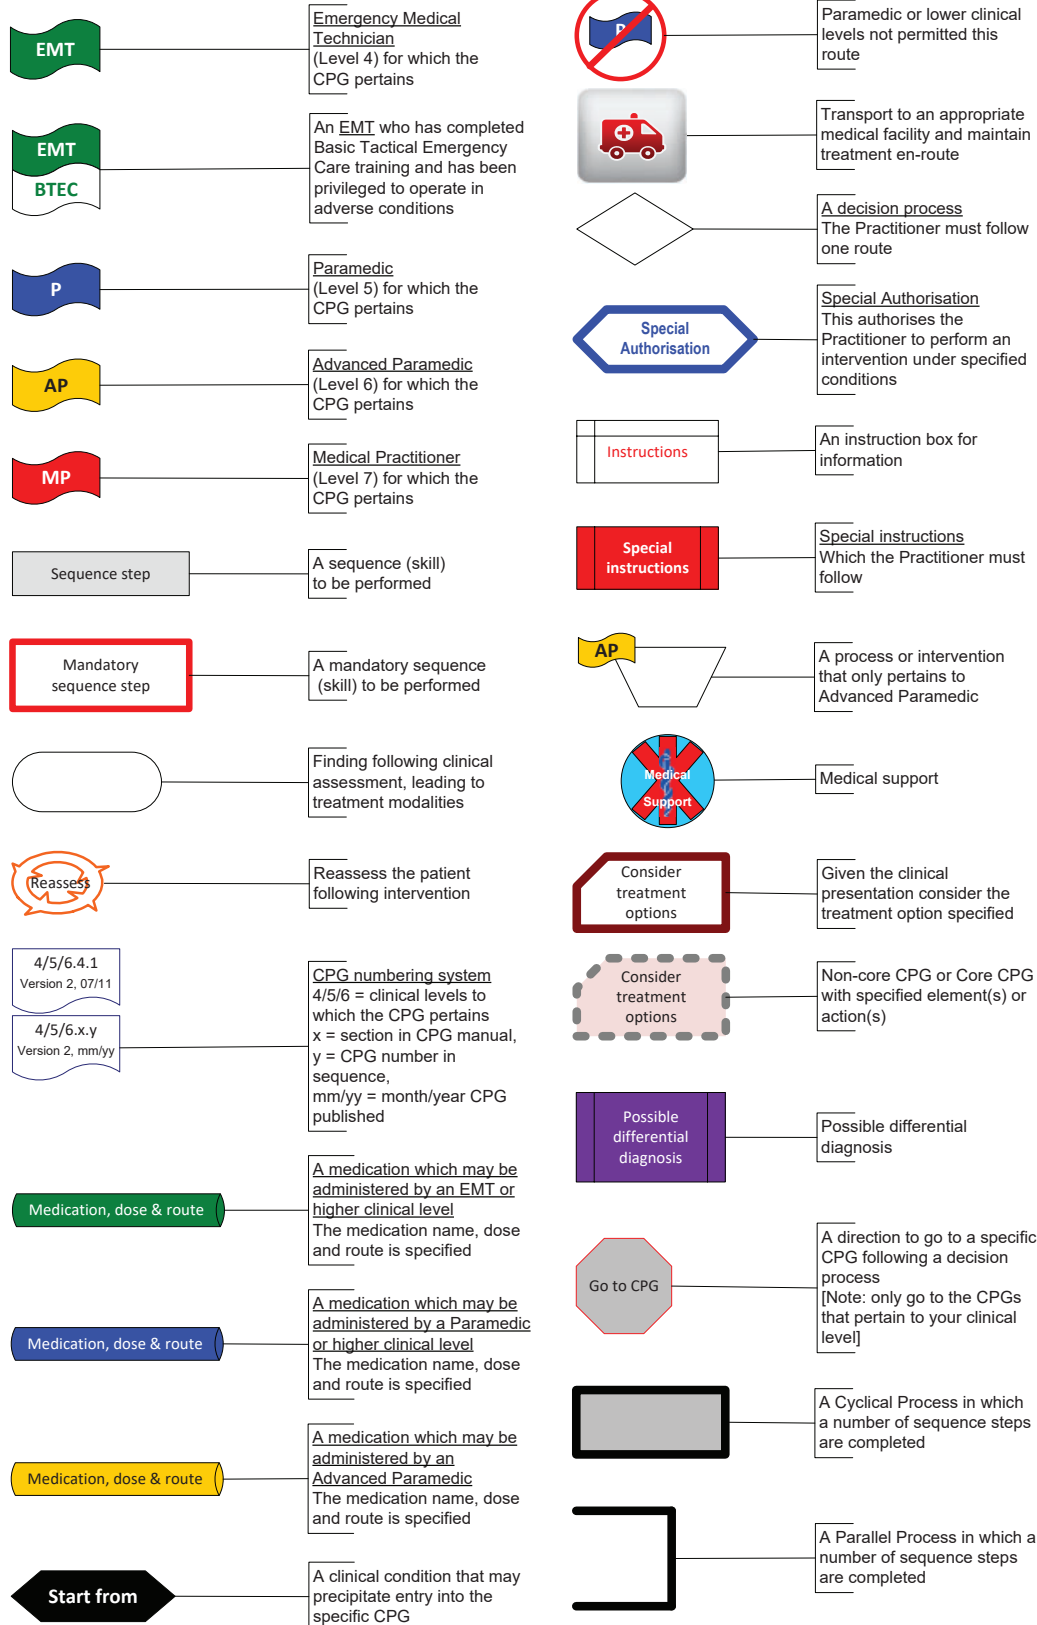 EMT
Emergency Medical
Technician
(Level 4) for which the
CPG pertains
EMT
BTEC
An EMT who has completed
Basic Tactical Emergency
Care training and has been
privileged to operate in
adverse conditions
P
Paramedic
(Level 5) for which the
CPG pertains
AP
Advanced Paramedic
(Level 6) for which the
CPG pertains
MP
Medical Practitioner
(Level 7) for which the
CPG pertains
Sequence step
A sequence (skill)
to be performed
Mandatory
sequence step
A mandatory sequence
(skill) to be performed
Finding following clinical
assessment, leading to
treatment modalities
Reassess
Reassess the patient
following intervention
4/5/6.4.1
Version 2, 07/11
4/5/6.x.y
Version 2, mm/yy
CPG numbering system
4/5/6 = clinical levels to
which the CPG pertains
x = section in CPG manual,
y = CPG number in
sequence,
mm/yy = month/year CPG
published
Medication, dose & route
A medication which may be
administered by an EMT or
higher clinical level
The medication name, dose
and route is specified
Medication, dose & route
A medication which may be
administered by a Paramedic
or higher clinical level
The medication name, dose
and route is specified
Medication, dose & route
A medication which may be
administered by an
Advanced Paramedic
The medication name, dose
and route is specified
Start from
A clinical condition that may
precipitate entry into the
specific CPG
P
Paramedic or lower clinical
levels not permitted this
route
Transport to an appropriate
medical facility and maintain
treatment en-route
A decision process
The Practitioner must follow
one route
Special
Authorisation
Special Authorisation
This authorises the
Practitioner to perform an
intervention under specified
conditions
Instructions
An instruction box for
information
Special
instructions
Special instructions
Which the Practitioner must
follow
AP
A process or intervention
that only pertains to
Advanced Paramedic
Medical
Support
Medical support
Consider
treatment
options
Given the clinical
presentation consider the
treatment option specified
Consider
treatment
options
Non-core CPG or Core CPG
with specified element(s) or
action(s)
Possible
differential
diagnosis
Possible differential
diagnosis
Go to CPG
A direction to go to a specific
CPG following a decision
process
[Note: only go to the CPGs
that pertain to your clinical
level]
A Cyclical Process in which
a number of sequence steps
are completed
A Parallel Process in which a
number of sequence steps
are completed